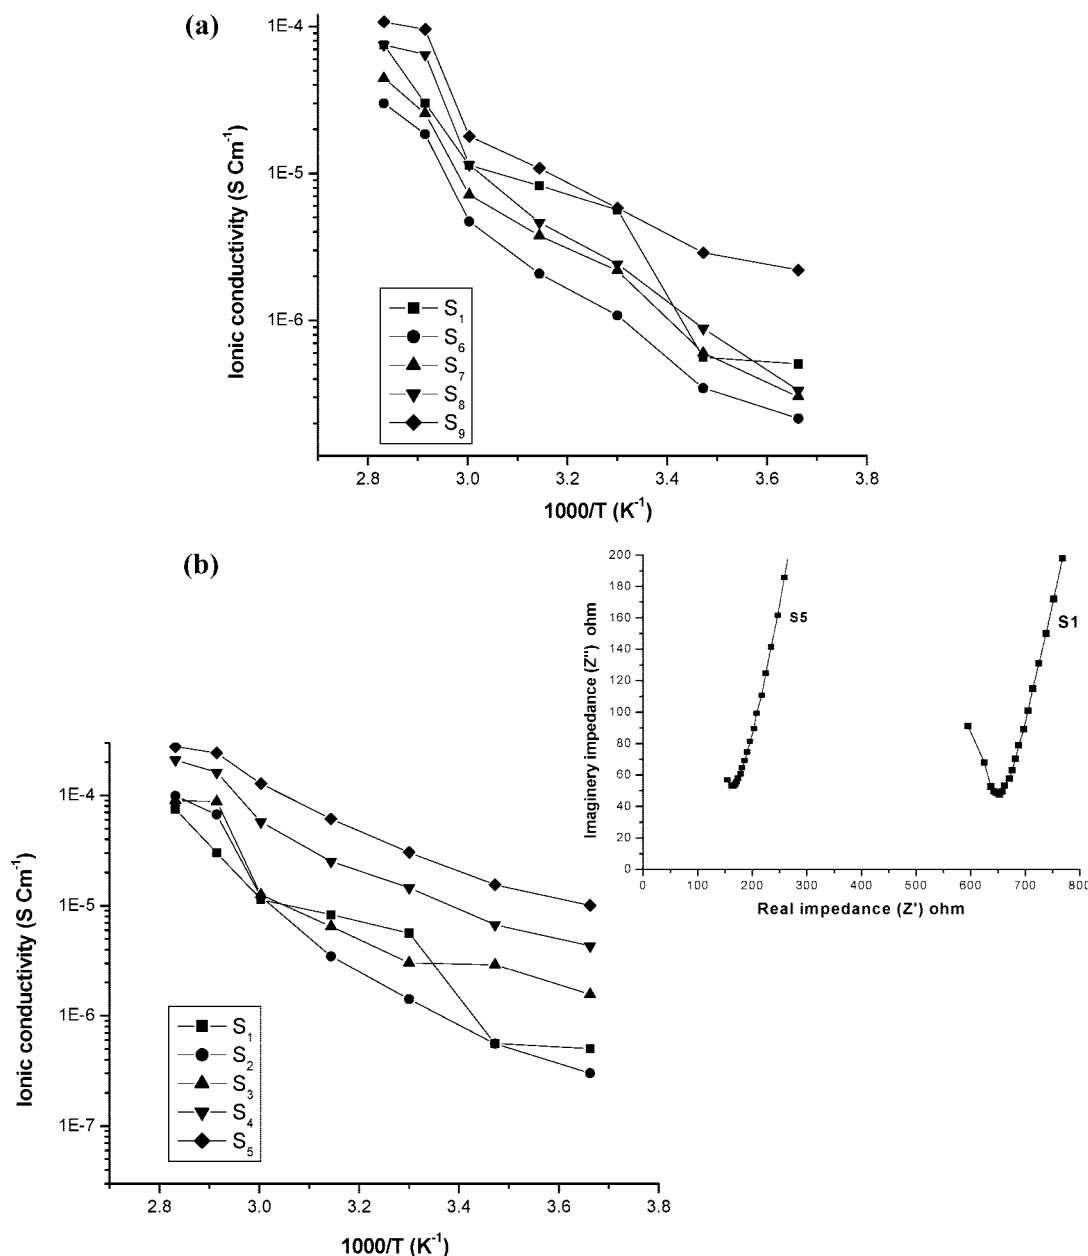 (a)
1E-4
1E-5
1E-6
Ionic conductivity (S Cm⁻¹)
S₁
S₆
S₇
S₈
S₉
2.8 3.0 3.2 3.4 3.6 3.8
1000/T (K⁻¹)
(b)
200
180
160
140
120
100
80
60
40
20
0
Imaginery impedance (Z'') ohm
S5
S1
0 100 200 300 400 500 600 700 800
Real impedance (Z') ohm
1E-4
1E-5
1E-6
1E-7
Ionic conductivity (S Cm⁻¹)
S₁
S₂
S₃
S₄
S₅
2.8 3.0 3.2 3.4 3.6 3.8
1000/T (K⁻¹)